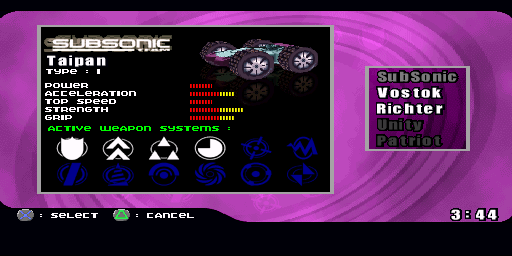 SUBSONIC
TEAM
Taipan
TYPE : I
POWER
ACCELERATION
TOP SPEED
STRENGTH
GRIP
ACTIVE WEAPON SYSTEMS :
SubSonic
Vostok
Richter
Unity
Patriot
: SELECT : CANCEL
3:44